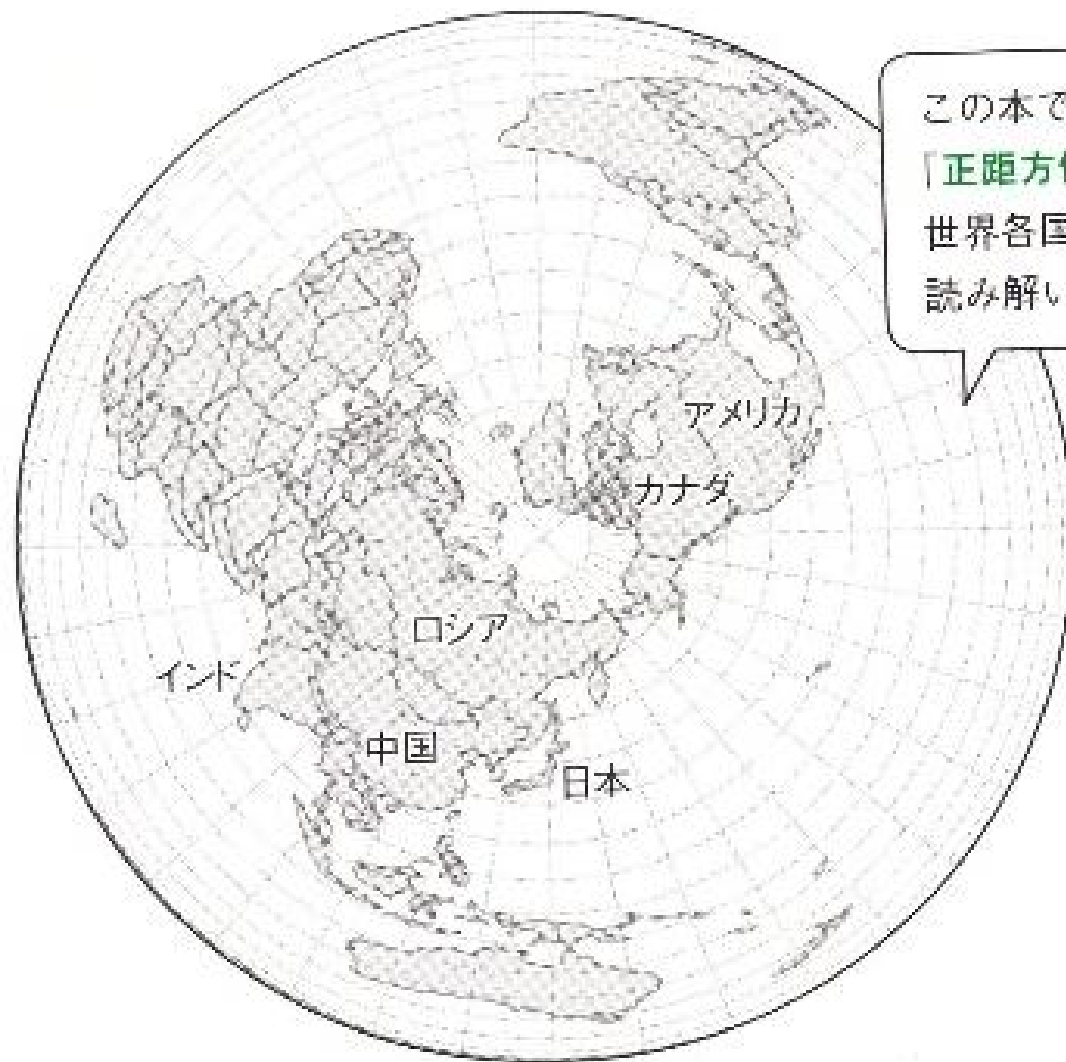 この本で
「正距方
世界各国
読み解い
アメリカ
カナダ
ロシア
インド
中国
日本